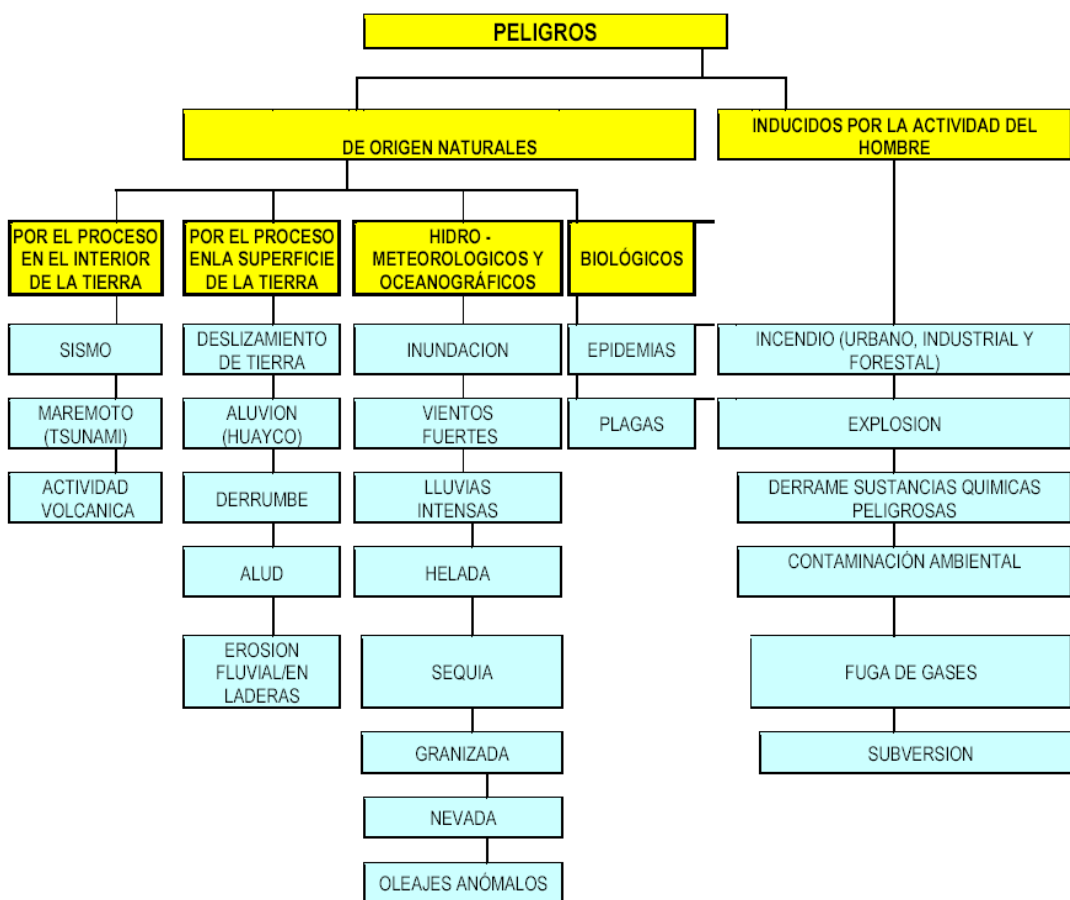 PELIGROS
DE ORIGEN NATURALES
INDUCIDOS POR LA ACTIVIDAD DEL
HOMBRE
POR EL PROCESO
EN EL INTERIOR
DE LA TIERRA
POR EL PROCESO
ENLA SUPERFICIE
DE LA TIERRA
HIDRO -
METEOROLOGICOS Y
OCEANOGRÁFICOS
BIOLÓGICOS
SISMO
DESLIZAMIENTO
DE TIERRA
INUNDACION
EPIDEMIAS
INCENDIO (URBANO, INDUSTRIAL Y
FORESTAL)
MAREMOTO
(TSUNAMI)
ALUVION
(HUAYCO)
VIENTOS
FUERTES
PLAGAS
EXPLOSION
ACTIVIDAD
VOLCANICA
DERRUMBE
LLUVIAS
INTENSAS
DERRAME SUSTANCIAS QUIMICAS
PELIGROSAS
ALUD
HELADA
CONTAMINACIÓN AMBIENTAL
EROSION
FLUVIAL/EN
LADERAS
SEQUIA
FUGA DE GASES
GRANIZADA
SUBVERSION
NEVADA
OLEAJES ANÓMALOS